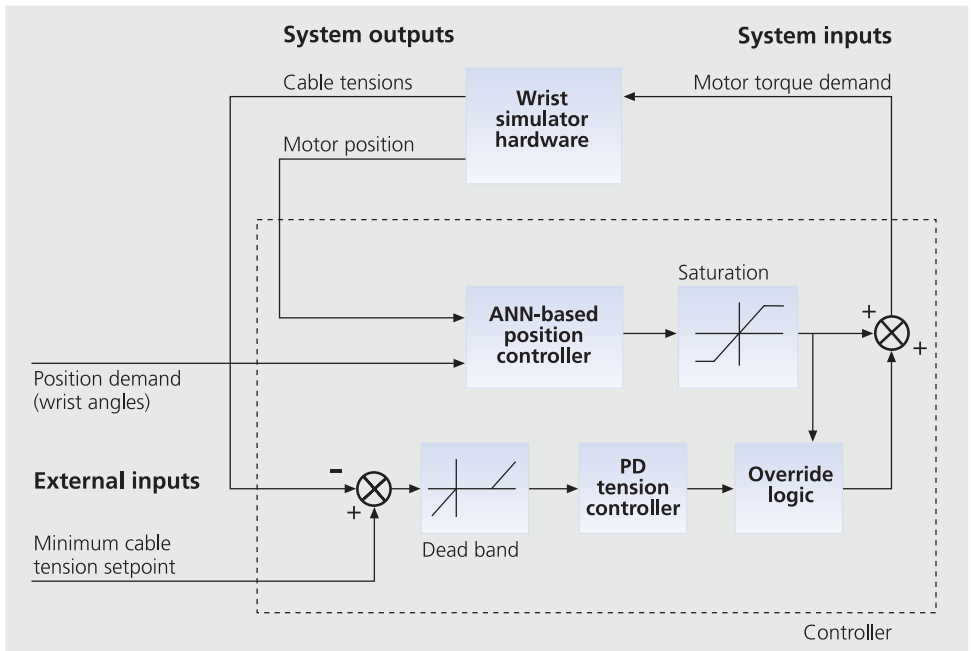 System outputs
System inputs
Cable tensions
Motor torque demand
Wrist
simulator
hardware
Motor position
Saturation
ANN-based
position
controller
+
+
Position demand
(wrist angles)
External inputs
–
+
PD
tension
controller
Override
logic
Minimum cable
tension setpoint
Dead band
Controller